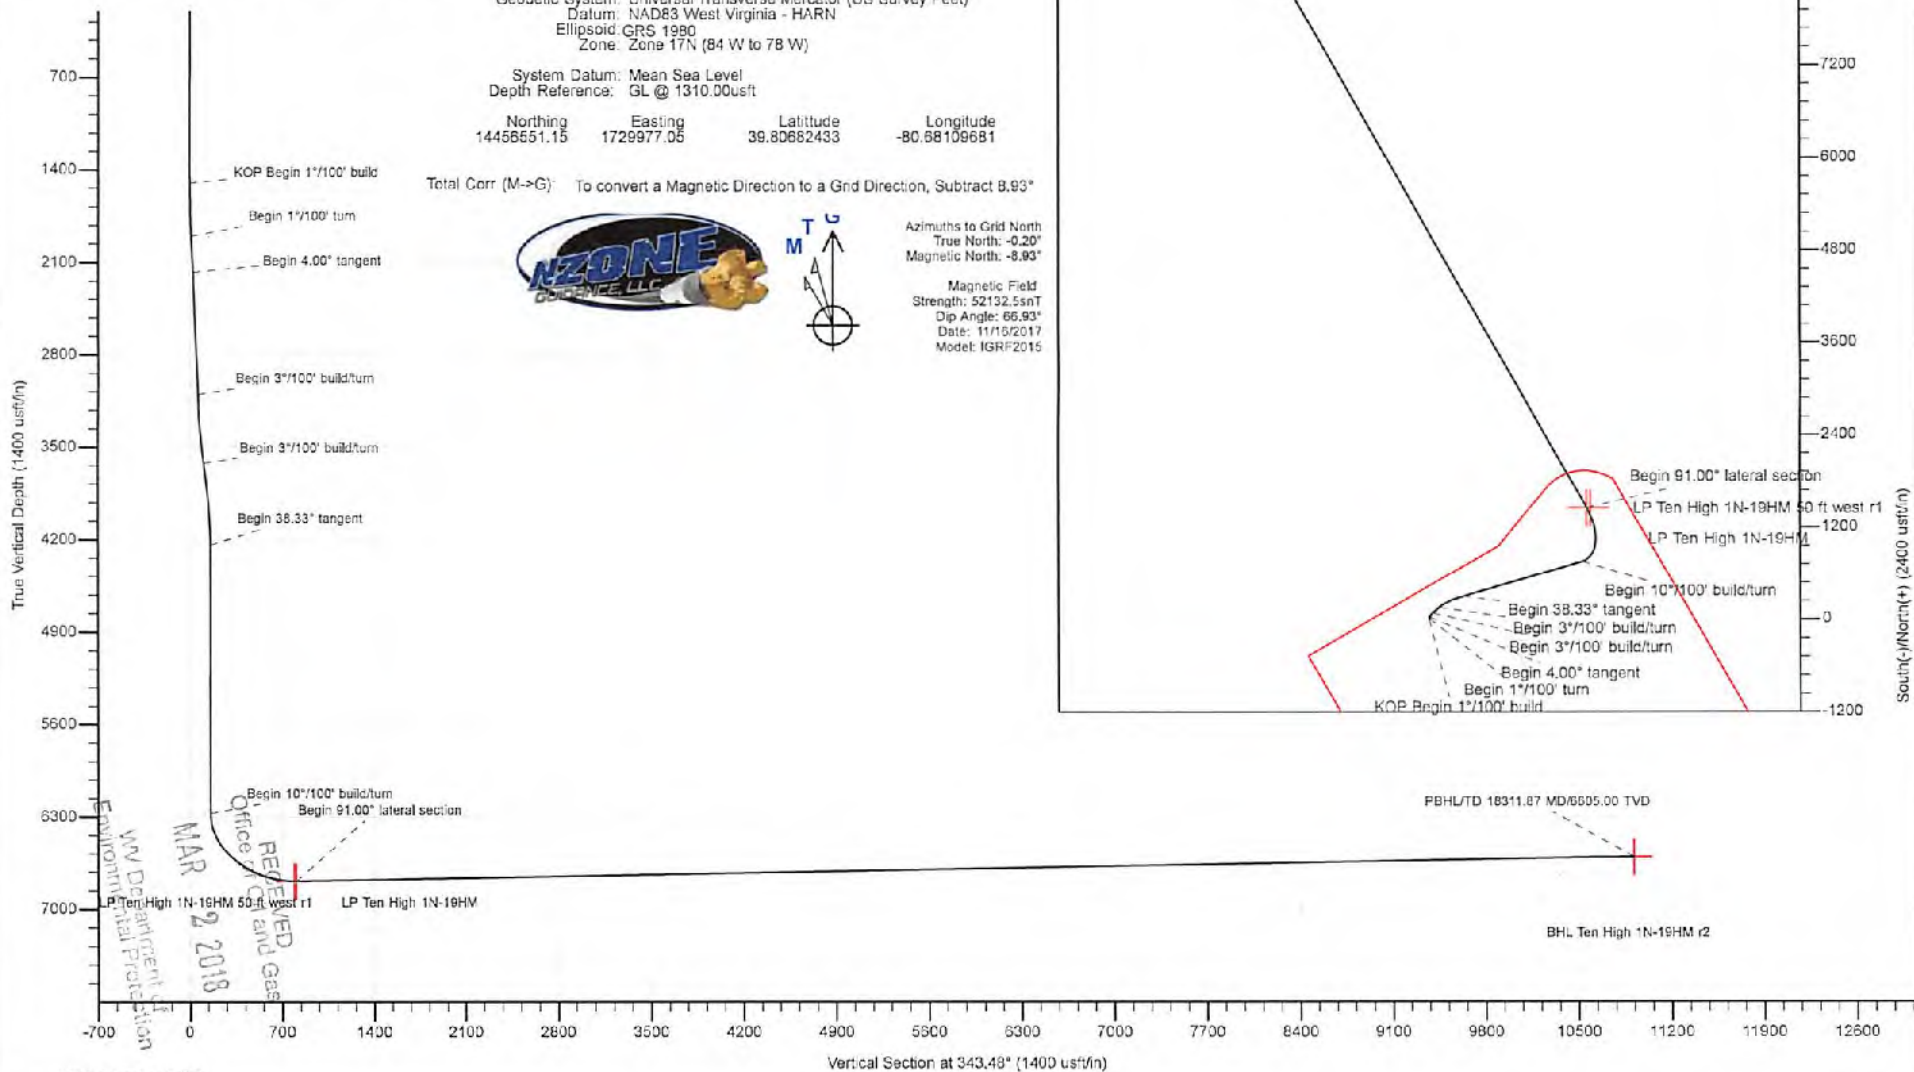 Datum: NAD83 West Virginia - HARN
Ellipsoid: GRS 1980
Zone: Zone 17N (84 W to 78 W)
System Datum: Mean Sea Level
Depth Reference: GL @ 1310.00usft
Northing Easting Latittude Longitude
14456551.15 1729977.05 39.80682433 -80.68109681
Total Corr (M->G): To convert a Magnetic Direction to a Grid Direction, Subtract 8.93°
NZONE
GUIDANCE, LLC
T G
M
Azimuths to Grid North
True North: -0.20°
Magnetic North: -8.93°
Magnetic Field
Strength: 52132.5snT
Dip Angle: 66.93°
Date: 11/16/2017
Model: IGRF2015
True Vertical Depth (1400 usft/in)
700
1400
2100
2800
3500
4200
4900
5600
6300
7000
KOP Begin 1°/100' build
Begin 1°/100' turn
Begin 4.00° tangent
Begin 3°/100' build/turn
Begin 3°/100' build/turn
Begin 38.33° tangent
Begin 10°/100' build/turn
Begin 91.00° lateral section
LP Ten High 1N-19HM 50 ft west r1
LP Ten High 1N-19HM
PBHL/TD 18311.87 MD/6605.00 TVD
BHL Ten High 1N-19HM r2
-700 0 700 1400 2100 2800 3500 4200 4900 5600 6300 7000 7700 8400 9100 9800 10500 11200 11900 12600
Vertical Section at 343.48° (1400 usft/in)
RECEIVED
Office of Oil and Gas
MAR 2 2018
WV Department of
Environmental Protection
7200
6000
4800
3600
2400
1200
0
-1200
South(-)/North(+) (2400 usft/in)
Begin 91.00° lateral section
LP Ten High 1N-19HM 50 ft west r1
LP Ten High 1N-19HM
Begin 10°/100' build/turn
Begin 38.33° tangent
Begin 3°/100' build/turn
Begin 3°/100' build/turn
Begin 4.00° tangent
Begin 1°/100' turn
KOP Begin 1°/100' build